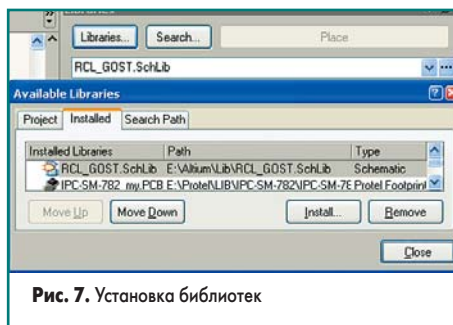 Libraries... Search... Place
RCL_GOST.SchLib
Available Libraries
Project Installed Search Path
Installed Libraries Path Type
RCL_GOST.SchLib E:\Altium\Lib\RCL_GOST.SchLib Schematic
IPC-SM-782_my.PCB E:\Protel\LIB\IPC-SM-782\IPC-SM-78 Protel Footprint
Move Up Move Down Install... Remove
Close
Рис. 7. Установка библиотек